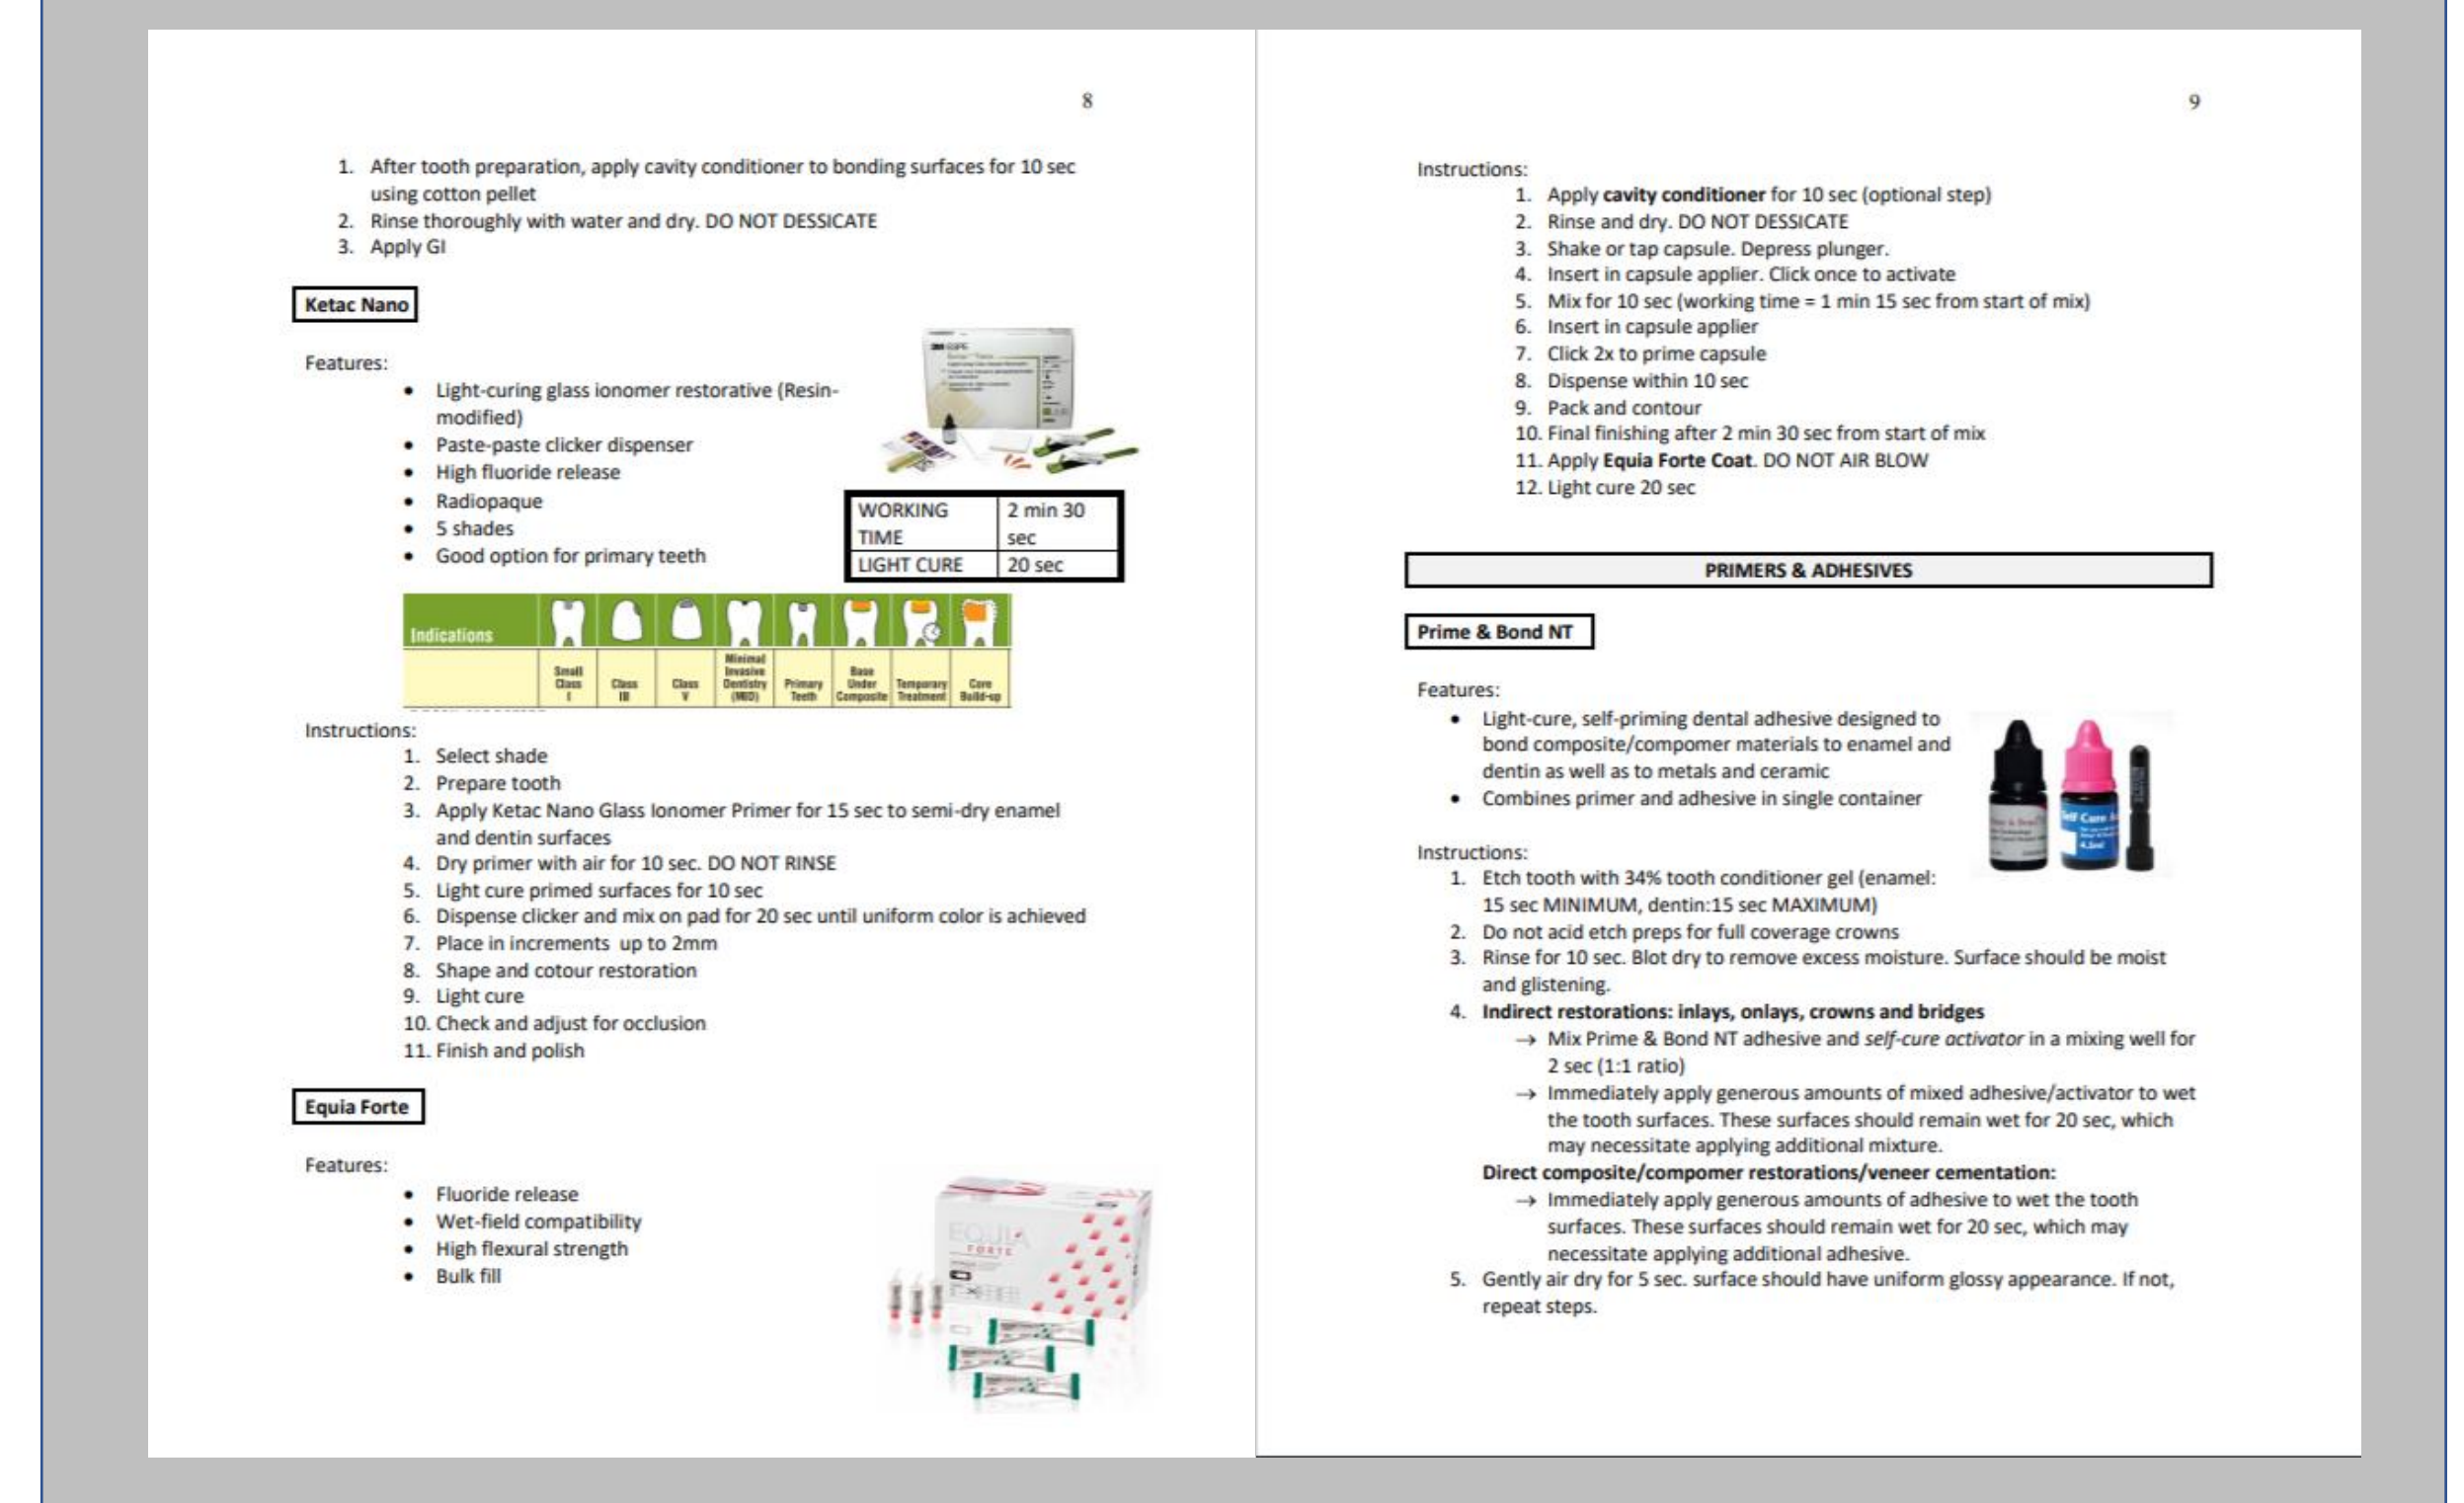 8
1. After tooth preparation, apply cavity conditioner to bonding surfaces for 10 sec
using cotton pellet
2. Rinse thoroughly with water and dry. DO NOT DESSICATE
3. Apply GI
Ketac Nano
Features:
• Light-curing glass ionomer restorative (Resin-
modified)
• Paste-paste clicker dispenser
• High fluoride release
• Radiopaque
• 5 shades
• Good option for primary teeth
3M ESPE
WORKING TIME 2 min 30 sec
LIGHT CURE 20 sec
Indications
Small Class I
Class III
Class V
Minimal Invasive Dentistry (MID)
Primary Teeth
Base Under Composite
Temporary Treatment
Core Build-up
Instructions:
1. Select shade
2. Prepare tooth
3. Apply Ketac Nano Glass Ionomer Primer for 15 sec to semi-dry enamel
and dentin surfaces
4. Dry primer with air for 10 sec. DO NOT RINSE
5. Light cure primed surfaces for 10 sec
6. Dispense clicker and mix on pad for 20 sec until uniform color is achieved
7. Place in increments up to 2mm
8. Shape and cotour restoration
9. Light cure
10. Check and adjust for occlusion
11. Finish and polish
Equia Forte
Features:
• Fluoride release
• Wet-field compatibility
• High flexural strength
• Bulk fill
EQUIA
FORTE
9
Instructions:
1. Apply cavity conditioner for 10 sec (optional step)
2. Rinse and dry. DO NOT DESSICATE
3. Shake or tap capsule. Depress plunger.
4. Insert in capsule applier. Click once to activate
5. Mix for 10 sec (working time = 1 min 15 sec from start of mix)
6. Insert in capsule applier
7. Click 2x to prime capsule
8. Dispense within 10 sec
9. Pack and contour
10. Final finishing after 2 min 30 sec from start of mix
11. Apply Equia Forte Coat. DO NOT AIR BLOW
12. Light cure 20 sec
PRIMERS & ADHESIVES
Prime & Bond NT
Features:
• Light-cure, self-priming dental adhesive designed to
bond composite/compomer materials to enamel and
dentin as well as to metals and ceramic
• Combines primer and adhesive in single container
Self Cure
4.5ml
Instructions:
1. Etch tooth with 34% tooth conditioner gel (enamel:
15 sec MINIMUM, dentin:15 sec MAXIMUM)
2. Do not acid etch preps for full coverage crowns
3. Rinse for 10 sec. Blot dry to remove excess moisture. Surface should be moist
and glistening.
4. Indirect restorations: inlays, onlays, crowns and bridges
→ Mix Prime & Bond NT adhesive and self-cure activator in a mixing well for
2 sec (1:1 ratio)
→ Immediately apply generous amounts of mixed adhesive/activator to wet
the tooth surfaces. These surfaces should remain wet for 20 sec, which
may necessitate applying additional mixture.
Direct composite/compomer restorations/veneer cementation:
→ Immediately apply generous amounts of adhesive to wet the tooth
surfaces. These surfaces should remain wet for 20 sec, which may
necessitate applying additional adhesive.
5. Gently air dry for 5 sec. surface should have uniform glossy appearance. If not,
repeat steps.